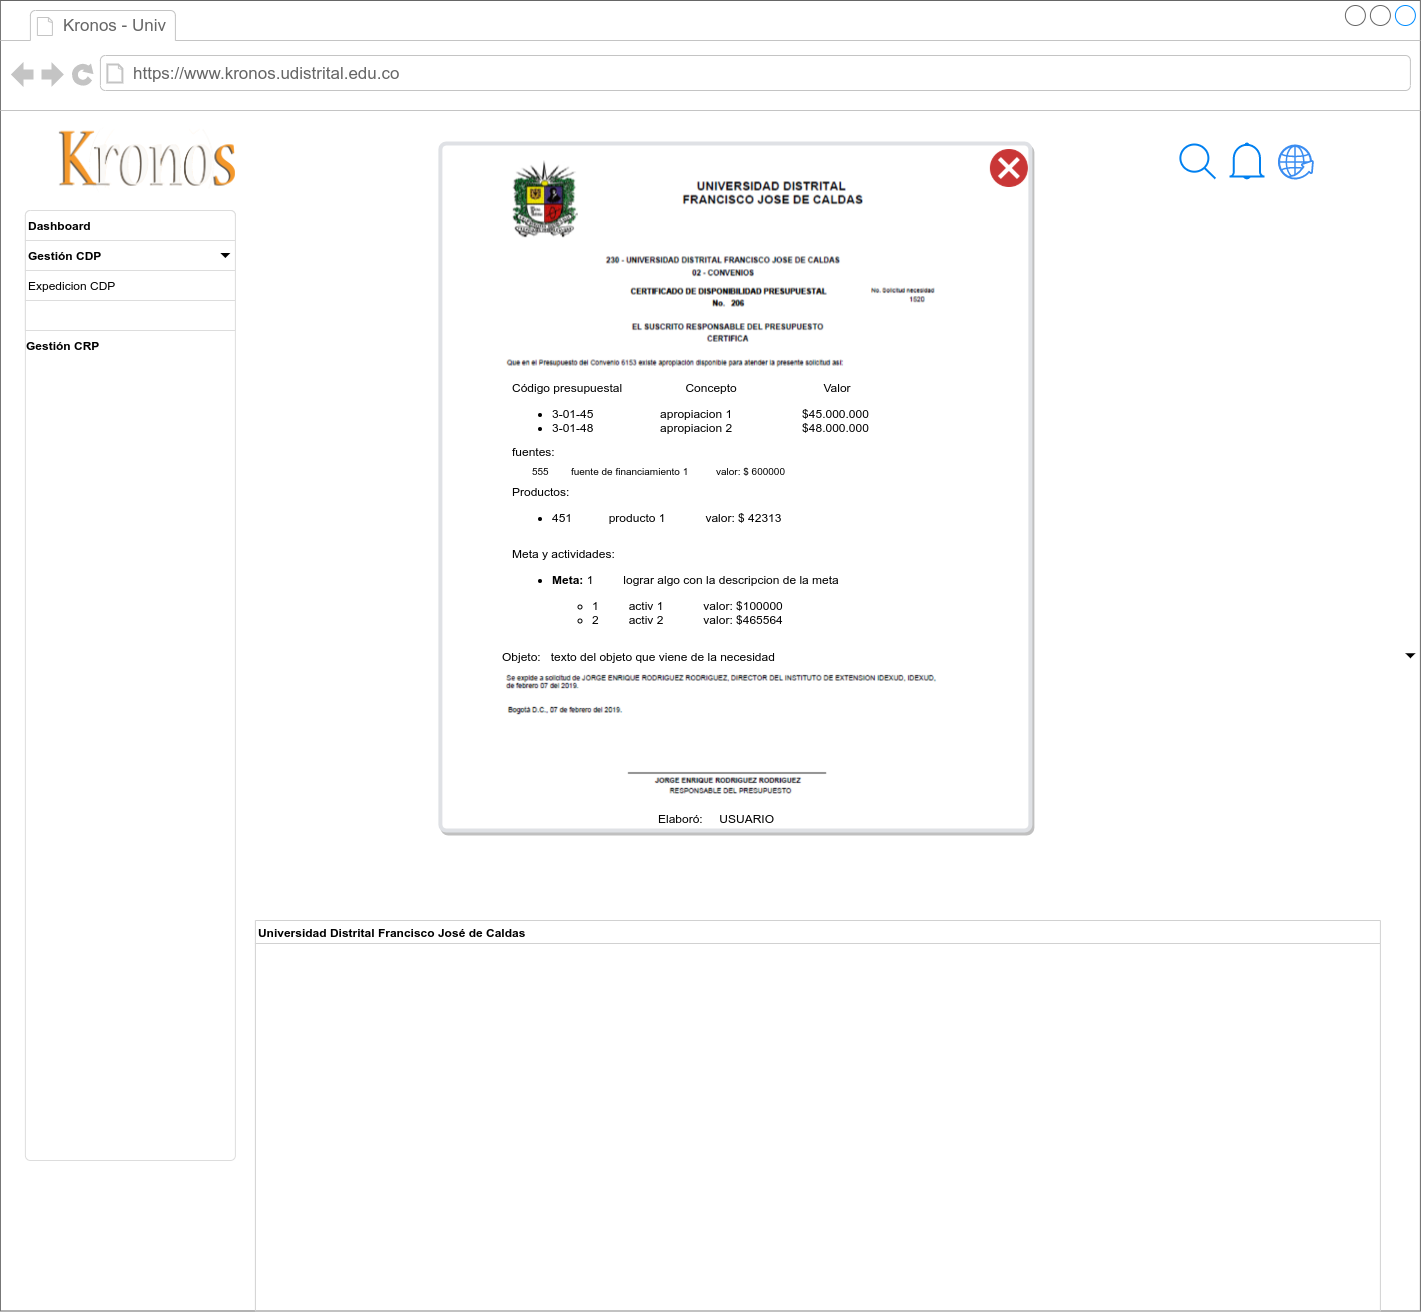 Kronos - Univ
https://www.kronos.udistrital.edu.co
Kronos
Dashboard
Gestión CDP
Expedicion CDP
Gestión CRP
UNIVERSIDAD DISTRITAL
FRANCISCO JOSE DE CALDAS
230 - UNIVERSIDAD DISTRITAL FRANCISCO JOSE DE CALDAS
02 - CONVENIOS
CERTIFICADO DE DISPONIBILIDAD PRESUPUESTAL
No. 206
No. Solicitud necesidad
1520
EL SUSCRITO RESPONSABLE DEL PRESUPUESTO
CERTIFICA
Que en el Presupuesto del Convenio 6153 existe apropiación disponible para atender la presente solicitud así:
Código presupuestal Concepto Valor
3-01-45 apropiacion 1 $45.000.000
3-01-48 apropiacion 2 $48.000.000
fuentes:
555 fuente de financiamiento 1 valor: $ 600000
Productos:
451 producto 1 valor: $ 42313
Meta y actividades:
Meta: 1 lograr algo con la descripcion de la meta
1 activ 1 valor: $100000
2 activ 2 valor: $465564
Objeto: texto del objeto que viene de la necesidad
Se expide a solicitud de JORGE ENRIQUE RODRIGUEZ RODRIGUEZ, DIRECTOR DEL INSTITUTO DE EXTENSION IDEXUD, IDEXUD,
de febrero 07 del 2019.
Bogotá D.C., 07 de febrero del 2019.
JORGE ENRIQUE RODRIGUEZ RODRIGUEZ
RESPONSABLE DEL PRESUPUESTO
Elaboró: USUARIO
Universidad Distrital Francisco José de Caldas